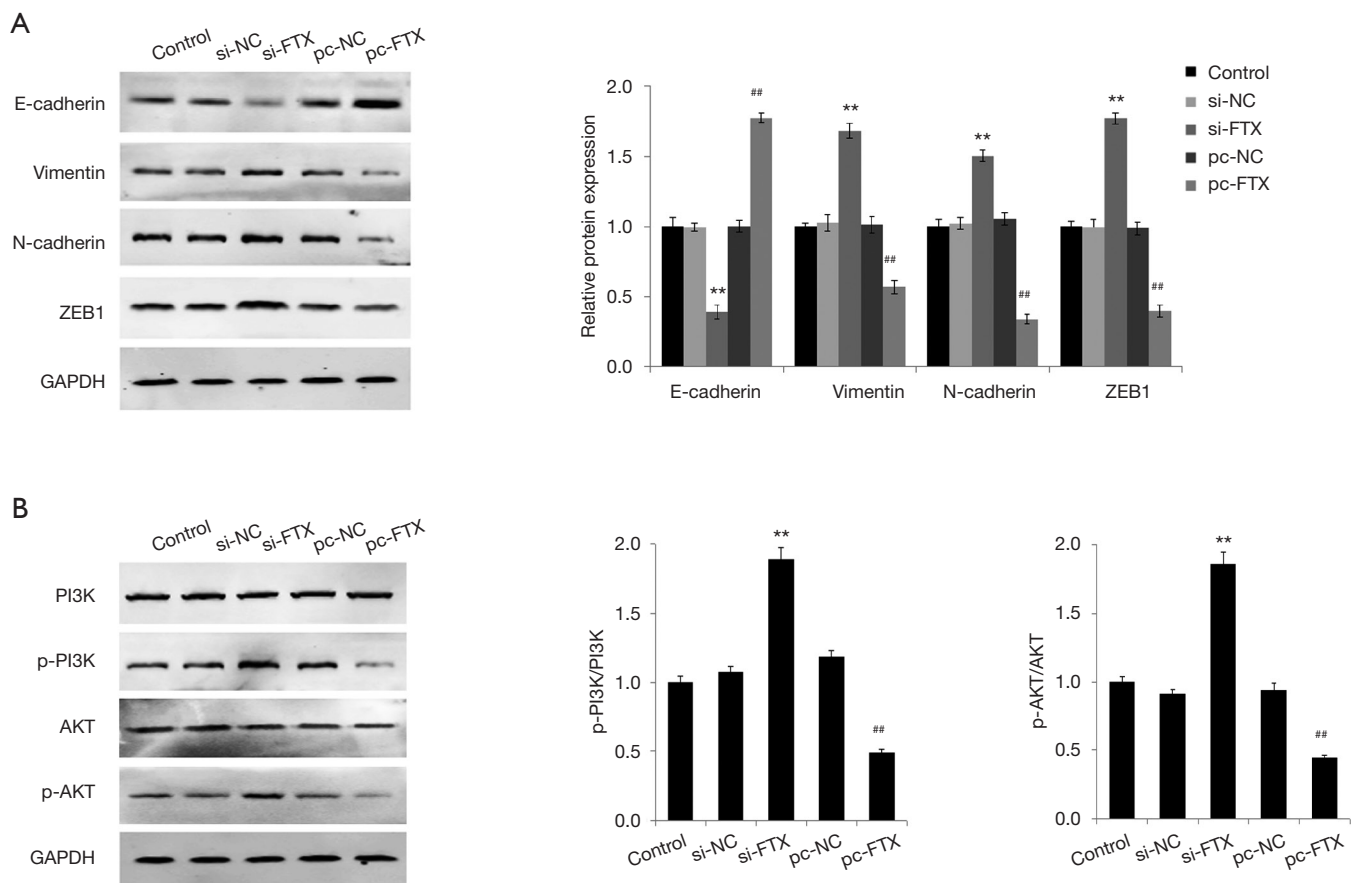 A
Control si-NC si-FTX pc-NC pc-FTX
E-cadherin
Vimentin
N-cadherin
ZEB1
GAPDH
Relative protein expression
2.0
1.5
1.0
0.5
0.0
** ## ** ## ** ## ** ##
E-cadherin Vimentin N-cadherin ZEB1
Control
si-NC
si-FTX
pc-NC
pc-FTX
B
Control si-NC si-FTX pc-NC pc-FTX
PI3K
p-PI3K
AKT
p-AKT
GAPDH
p-PI3K/PI3K
2.0
1.5
1.0
0.5
0.0
** ##
Control si-NC si-FTX pc-NC pc-FTX
p-AKT/AKT
2.0
1.5
1.0
0.5
0.0
** ##
Control si-NC si-FTX pc-NC pc-FTX